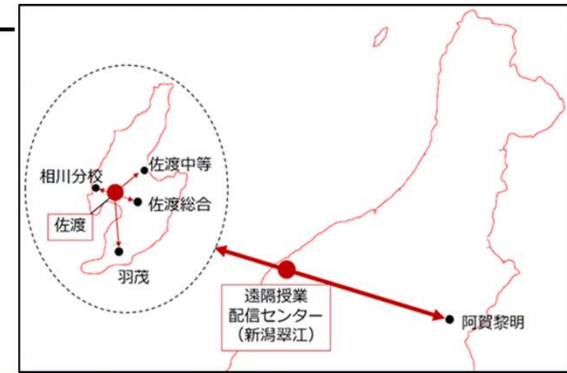 佐渡中等
相川分校
佐渡総合
佐渡
羽茂
遠隔授業
配信センター
（新潟翠江）
阿賀黎明